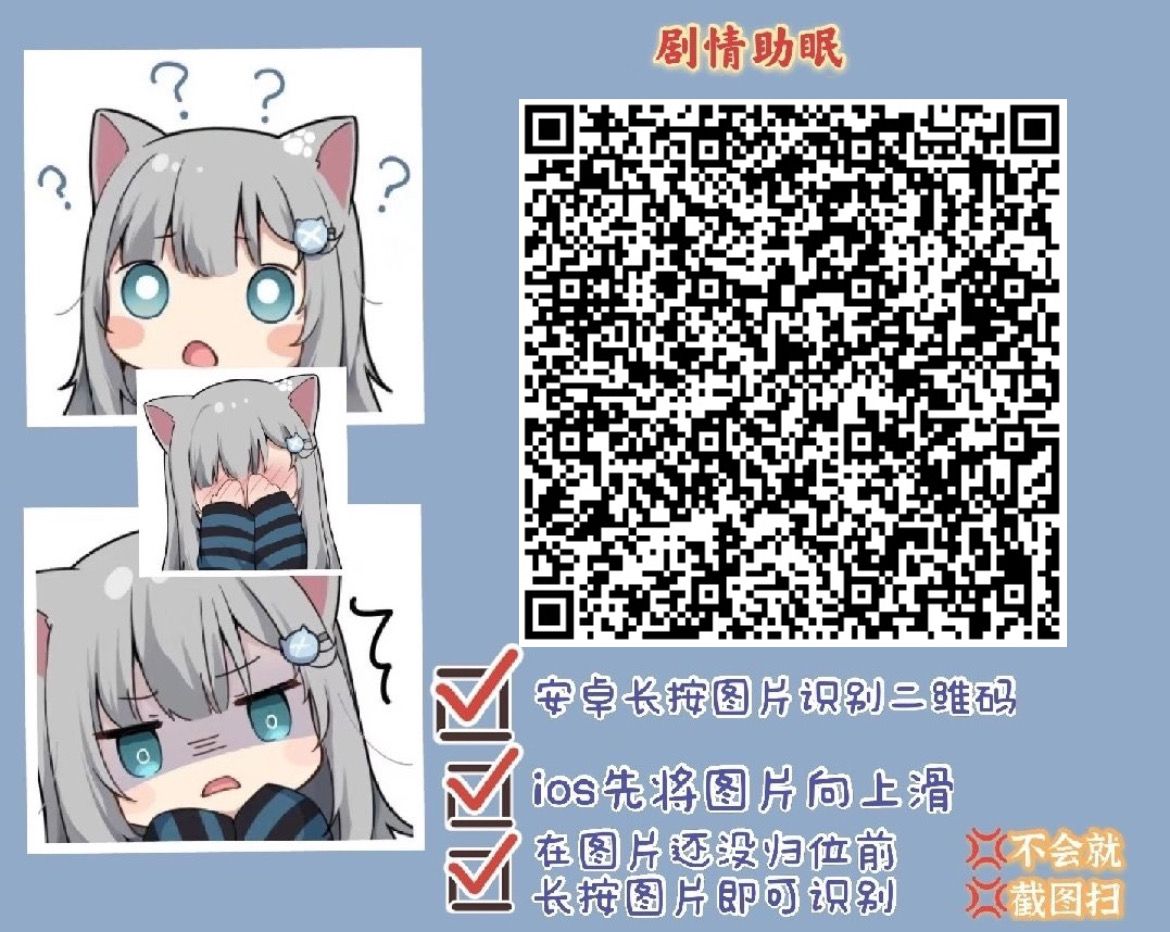 剧情助眠
? ?
? ?
安卓长按图片识别二维码
ios先将图片向上滑
在图片还没归位前
长按图片即可识别
不会就
截图扫